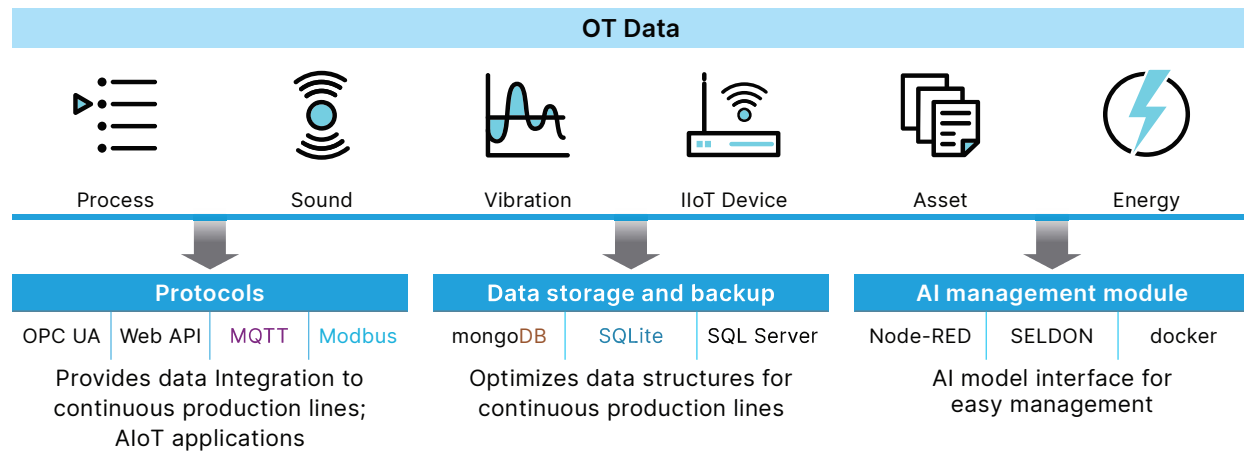 OT Data
Process
Sound
Vibration
IIoT Device
Asset
Energy
Protocols
OPC UA
Web API
MQTT
Modbus
Provides data Integration to
continuous production lines;
AIoT applications
Data storage and backup
mongoDB
SQLite
SQL Server
Optimizes data structures for
continuous production lines
AI management module
Node-RED
SELDON
docker
AI model interface for
easy management